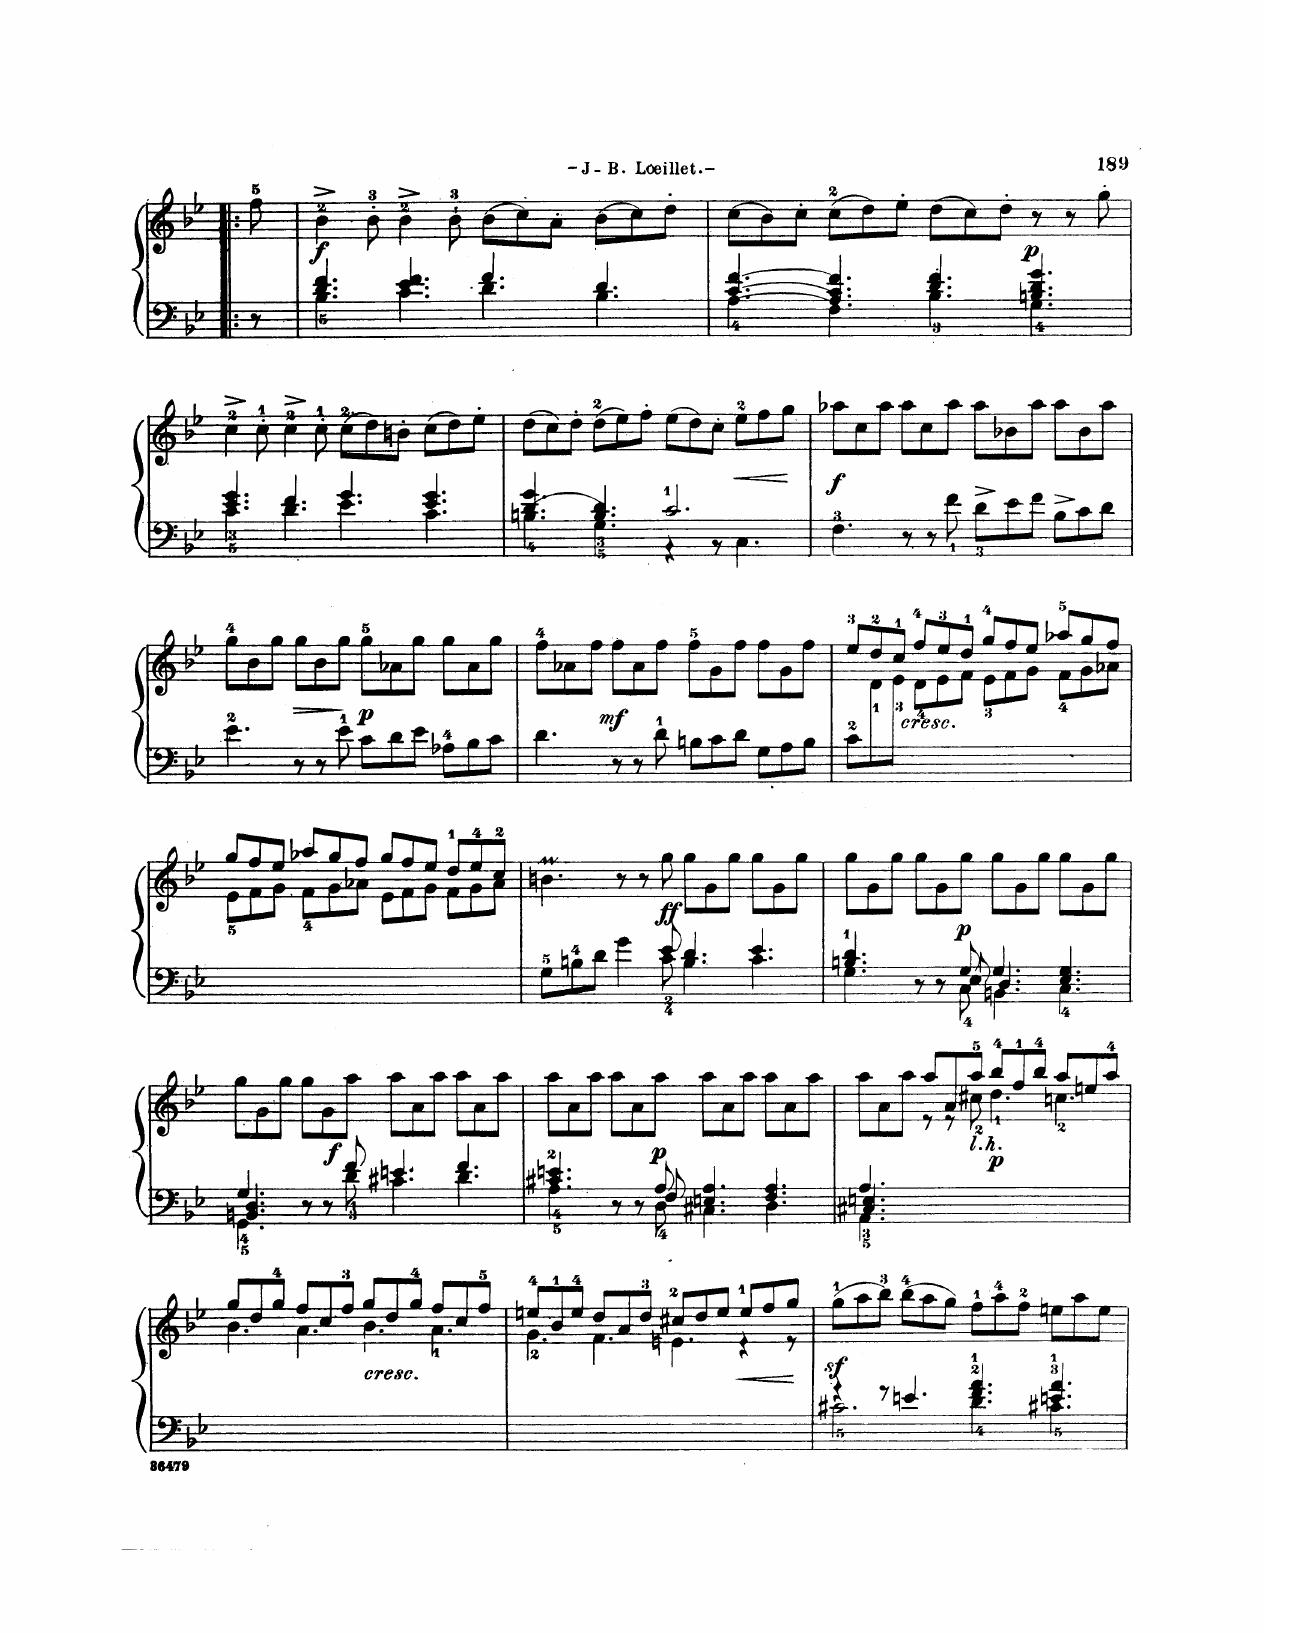 - J - B. Lœillet. -
189
f
p
f
p
mf
cresc.
ff
p
f
p
l.h.
p
cresc.
sf
36479